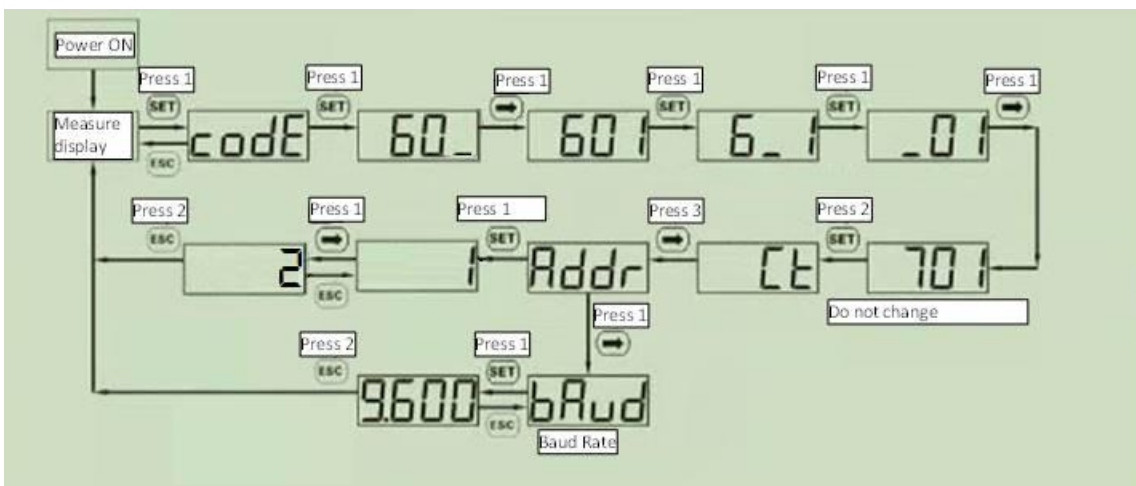 Power ON
Press 1
Press 1
Press 1
Press 1
Press 1
Press 1
SET
SET
SET
SET
Measure
display
codE
60_
601
6_1
_01
ESC
Press 2
Press 1
Press 1
Press 3
Press 2
ESC
SET
SET
2
1
Addr
Ct
701
ESC
Do not change
Press 1
Press 2
Press 1
ESC
SET
9.600
bAud
ESC
Baud Rate